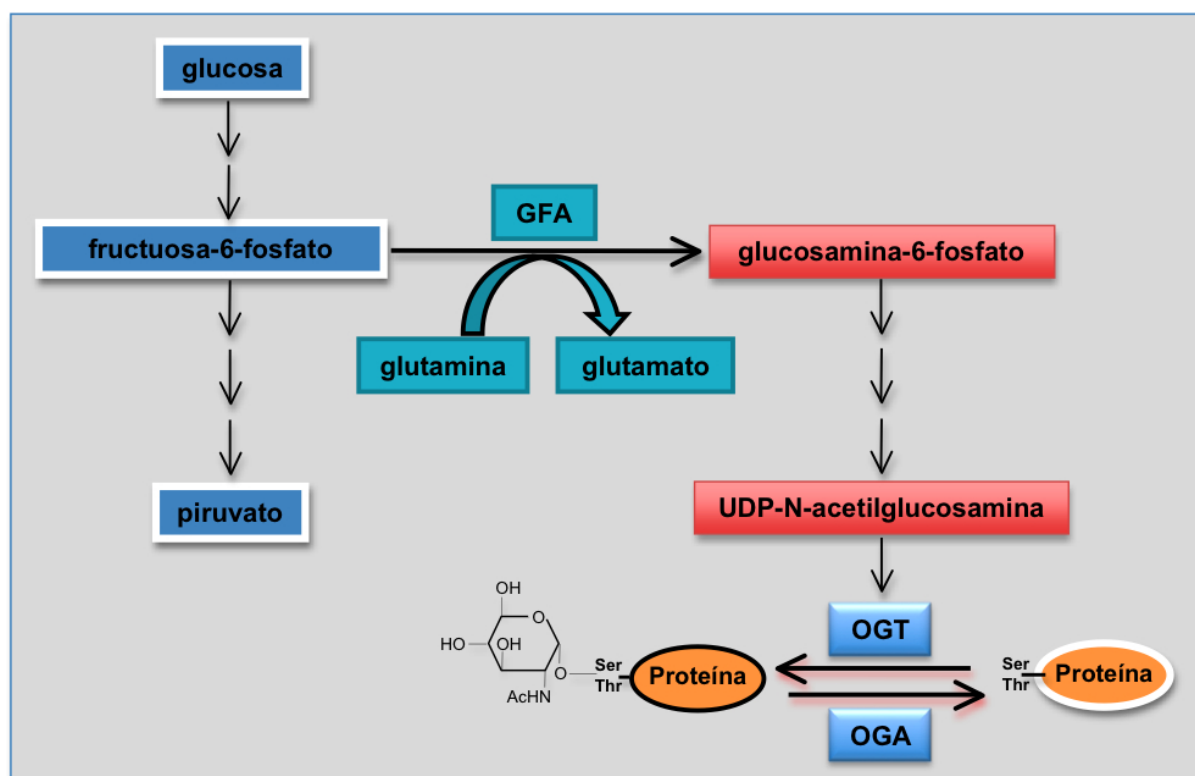 glucosa
GFA
fructuosa-6-fosfato
glucosamina-6-fosfato
glutamina
glutamato
piruvato
UDP-N-acetilglucosamina
OH
O
HO
OH
O
AcHN
Ser
Thr
Proteína
OGT
OGA
Ser
Thr
Proteína